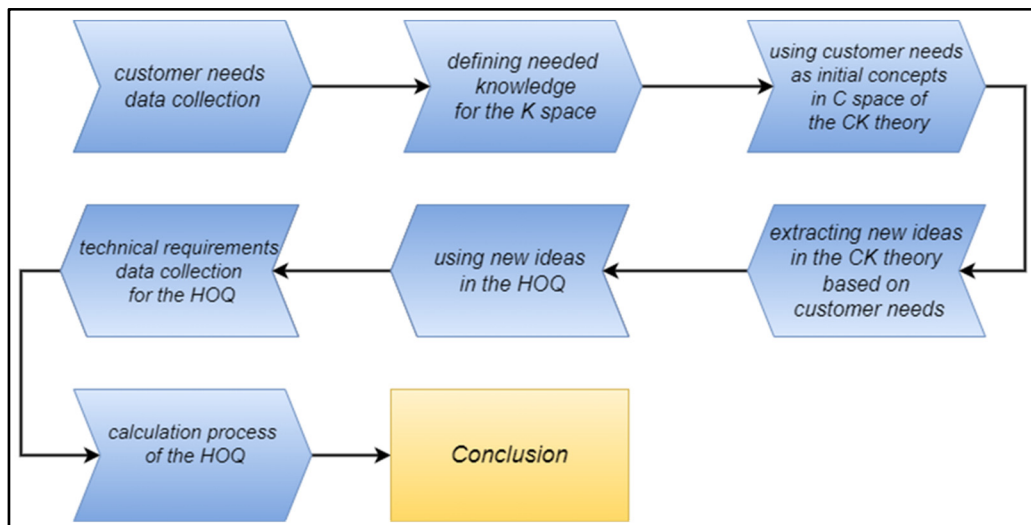 customer needs
data collection
defining needed
knowledge
for the K space
using customer needs
as initial concepts
in C space of
the CK theory
extracting new ideas
in the CK theory
based on
customer needs
using new ideas
in the HOQ
technical requirements
data collection
for the HOQ
calculation process
of the HOQ
Conclusion